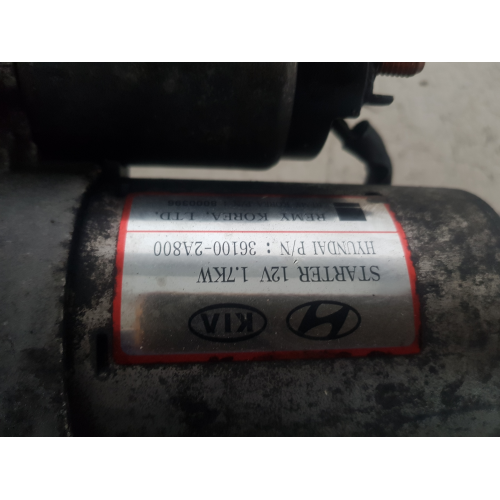 KIA
STARTER 12V 1.7KW
HYUNDAI P/N : 36100-2A800
REMY KOREA, LTD.